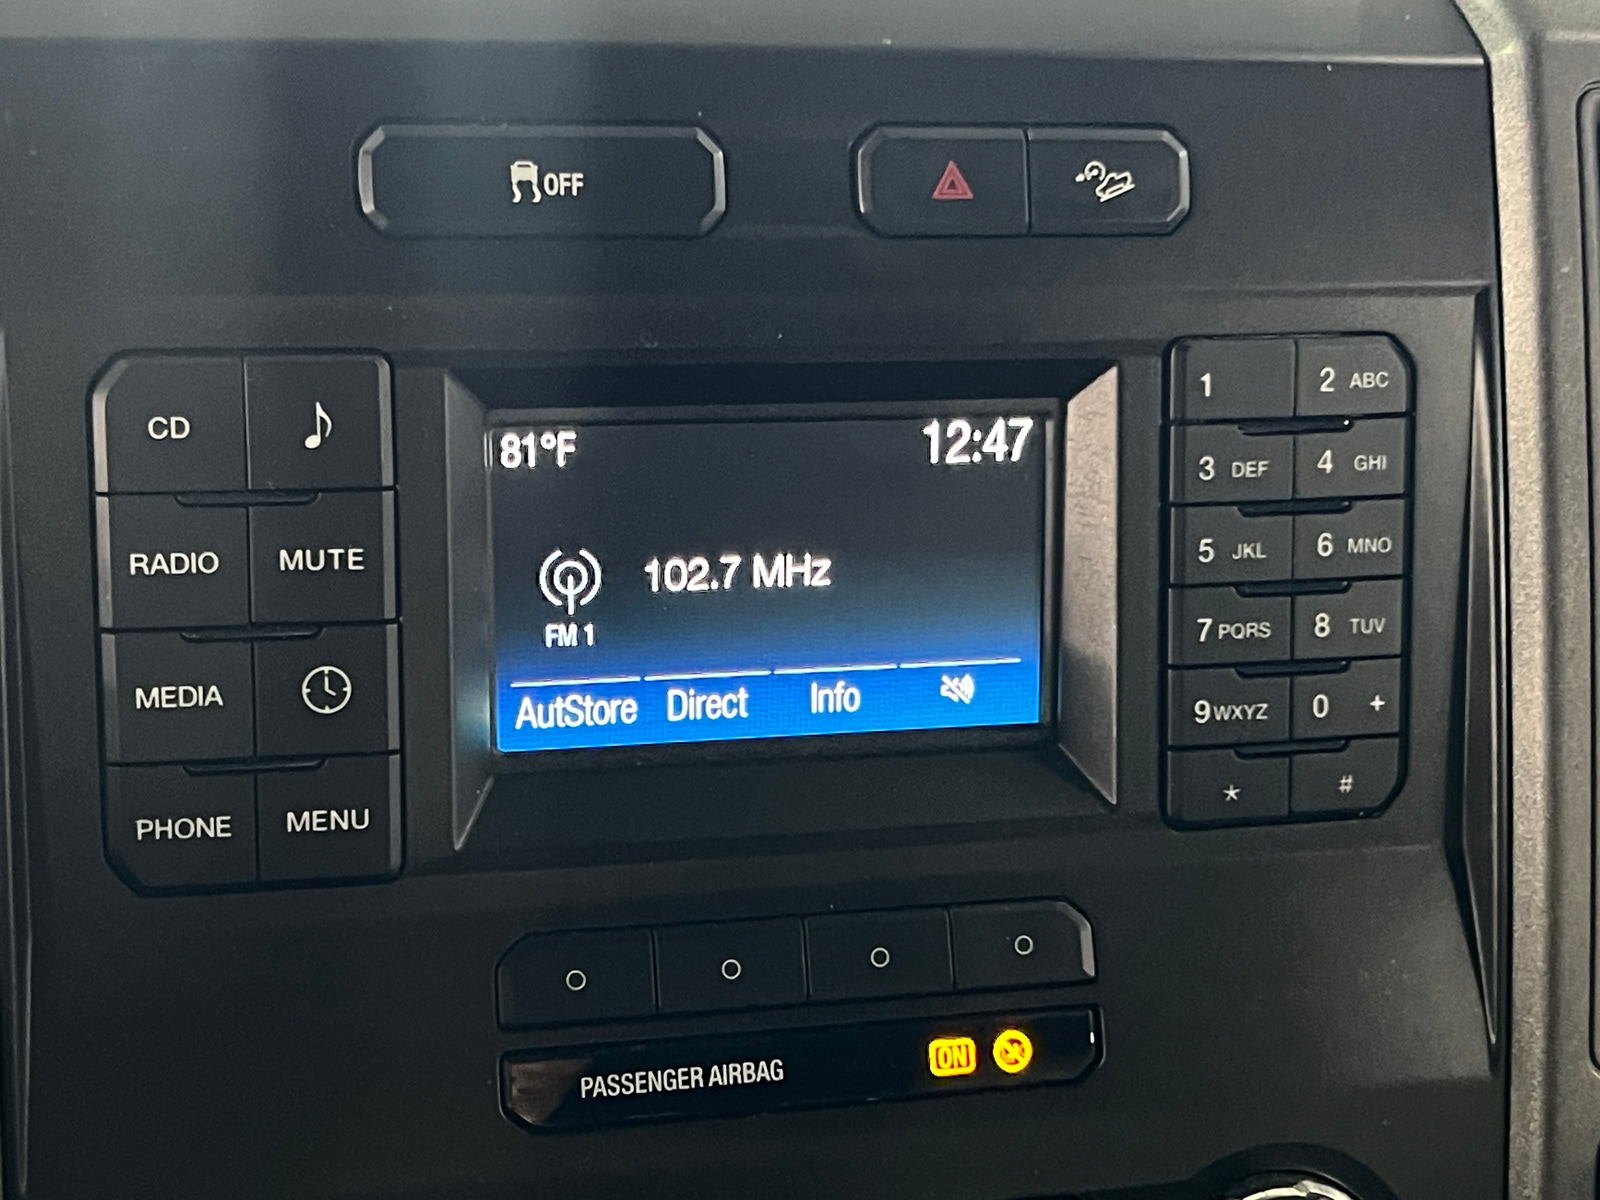 OFF
81°F 12:47
102.7 MHz
FM 1
AutStore Direct Info
CD
RADIO MUTE
MEDIA
PHONE MENU
1 2 ABC
3 DEF 4 GHI
5 JKL 6 MNO
7 PQRS 8 TUV
9 WXYZ 0 +
* #
PASSENGER AIRBAG ON